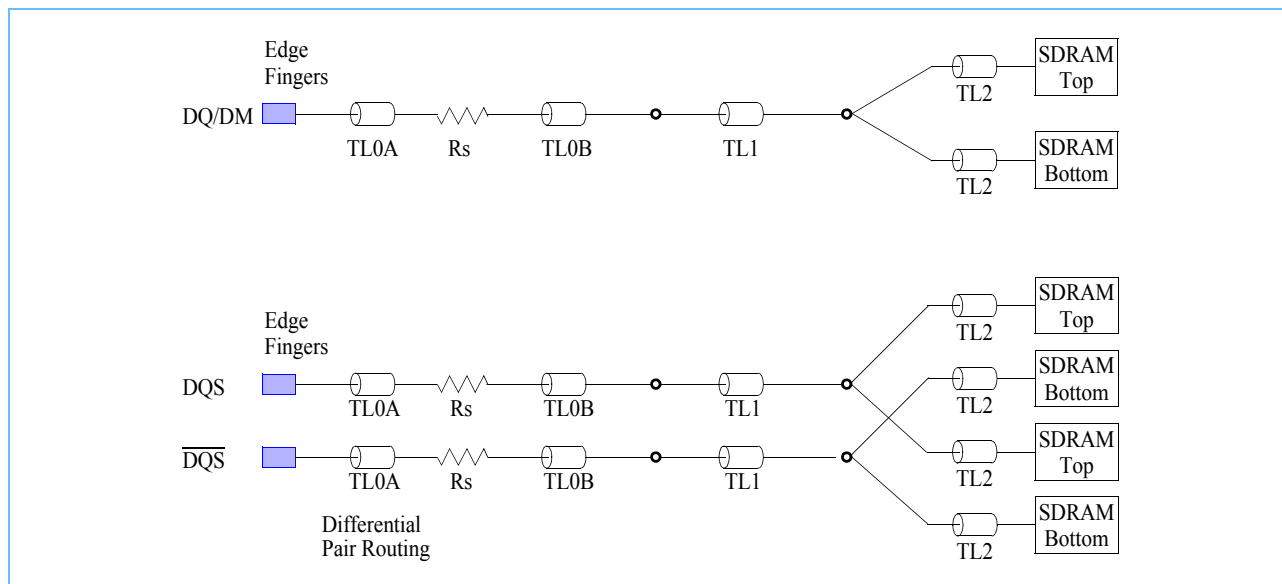 Edge
Fingers
DQ/DM
TL0A
Rs
TL0B
TL1
TL2
SDRAM
Top
TL2
SDRAM
Bottom
Edge
Fingers
DQS
TL0A
Rs
TL0B
TL1
TL2
SDRAM
Top
TL2
SDRAM
Bottom
DQS
TL0A
Rs
TL0B
TL1
TL2
SDRAM
Top
TL2
SDRAM
Bottom
Differential
Pair Routing